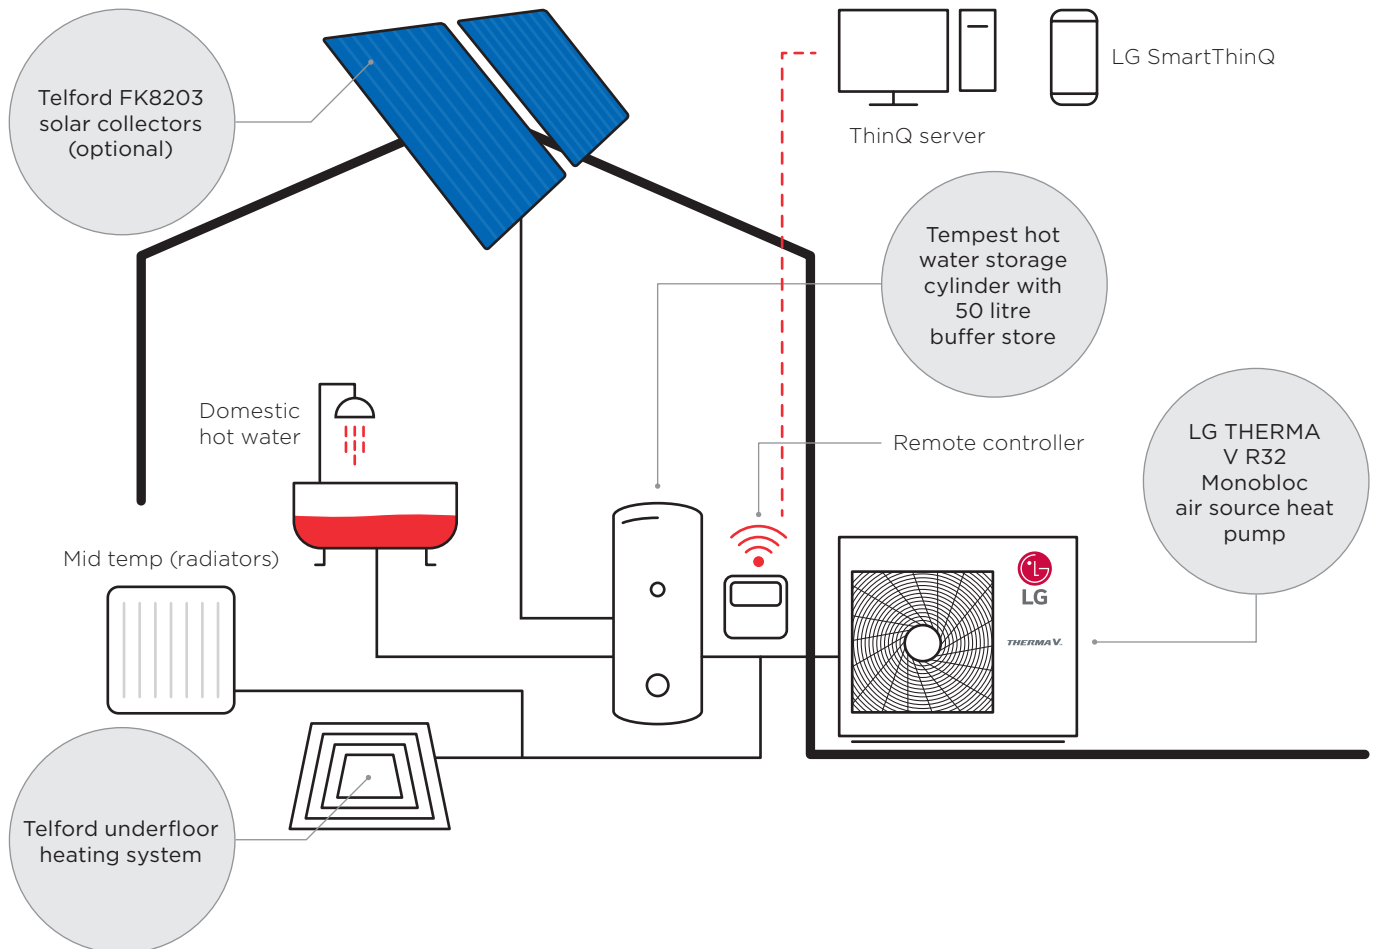 Telford FK8203
solar collectors
(optional)
LG SmartThinQ
ThinQ server
Tempest hot
water storage
cylinder with
50 litre
buffer store
Domestic
hot water
Remote controller
LG THERMA
V R32
Monobloc
air source heat
pump
Mid temp (radiators)
LG
THERMA V.
Telford underfloor
heating system